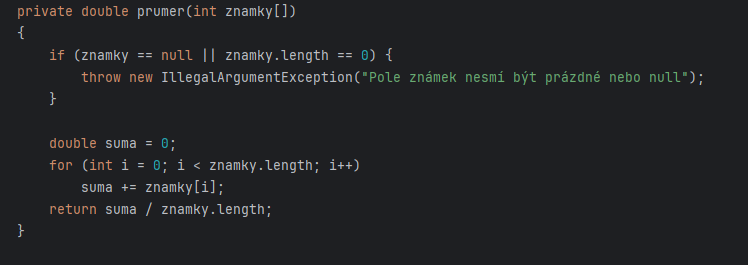 private double prumer(int znamky[])
{
    if (znamky == null || znamky.length == 0) {
        throw new IllegalArgumentException("Pole známek nesmí být prázdné nebo null");
    }

    double suma = 0;
    for (int i = 0; i < znamky.length; i++)
        suma += znamky[i];
    return suma / znamky.length;
}